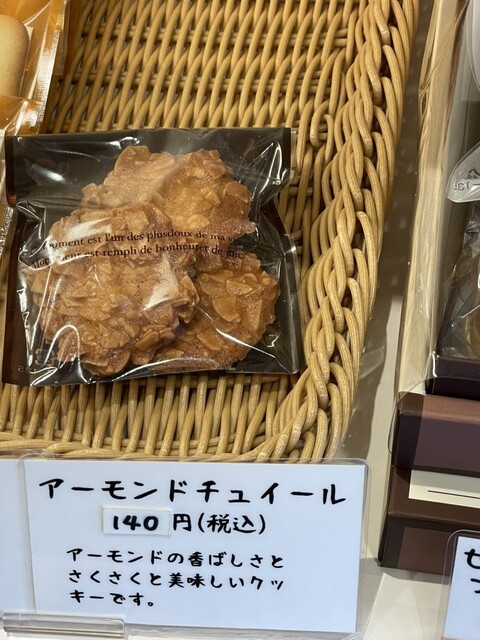 moment est l'un des plus doux de ma v
est rempli de bonheur et de joie
アーモンドチュイール
140 円(税込)
アーモンドの香ばしさと
さくさくと美味しいクッ
キーです。